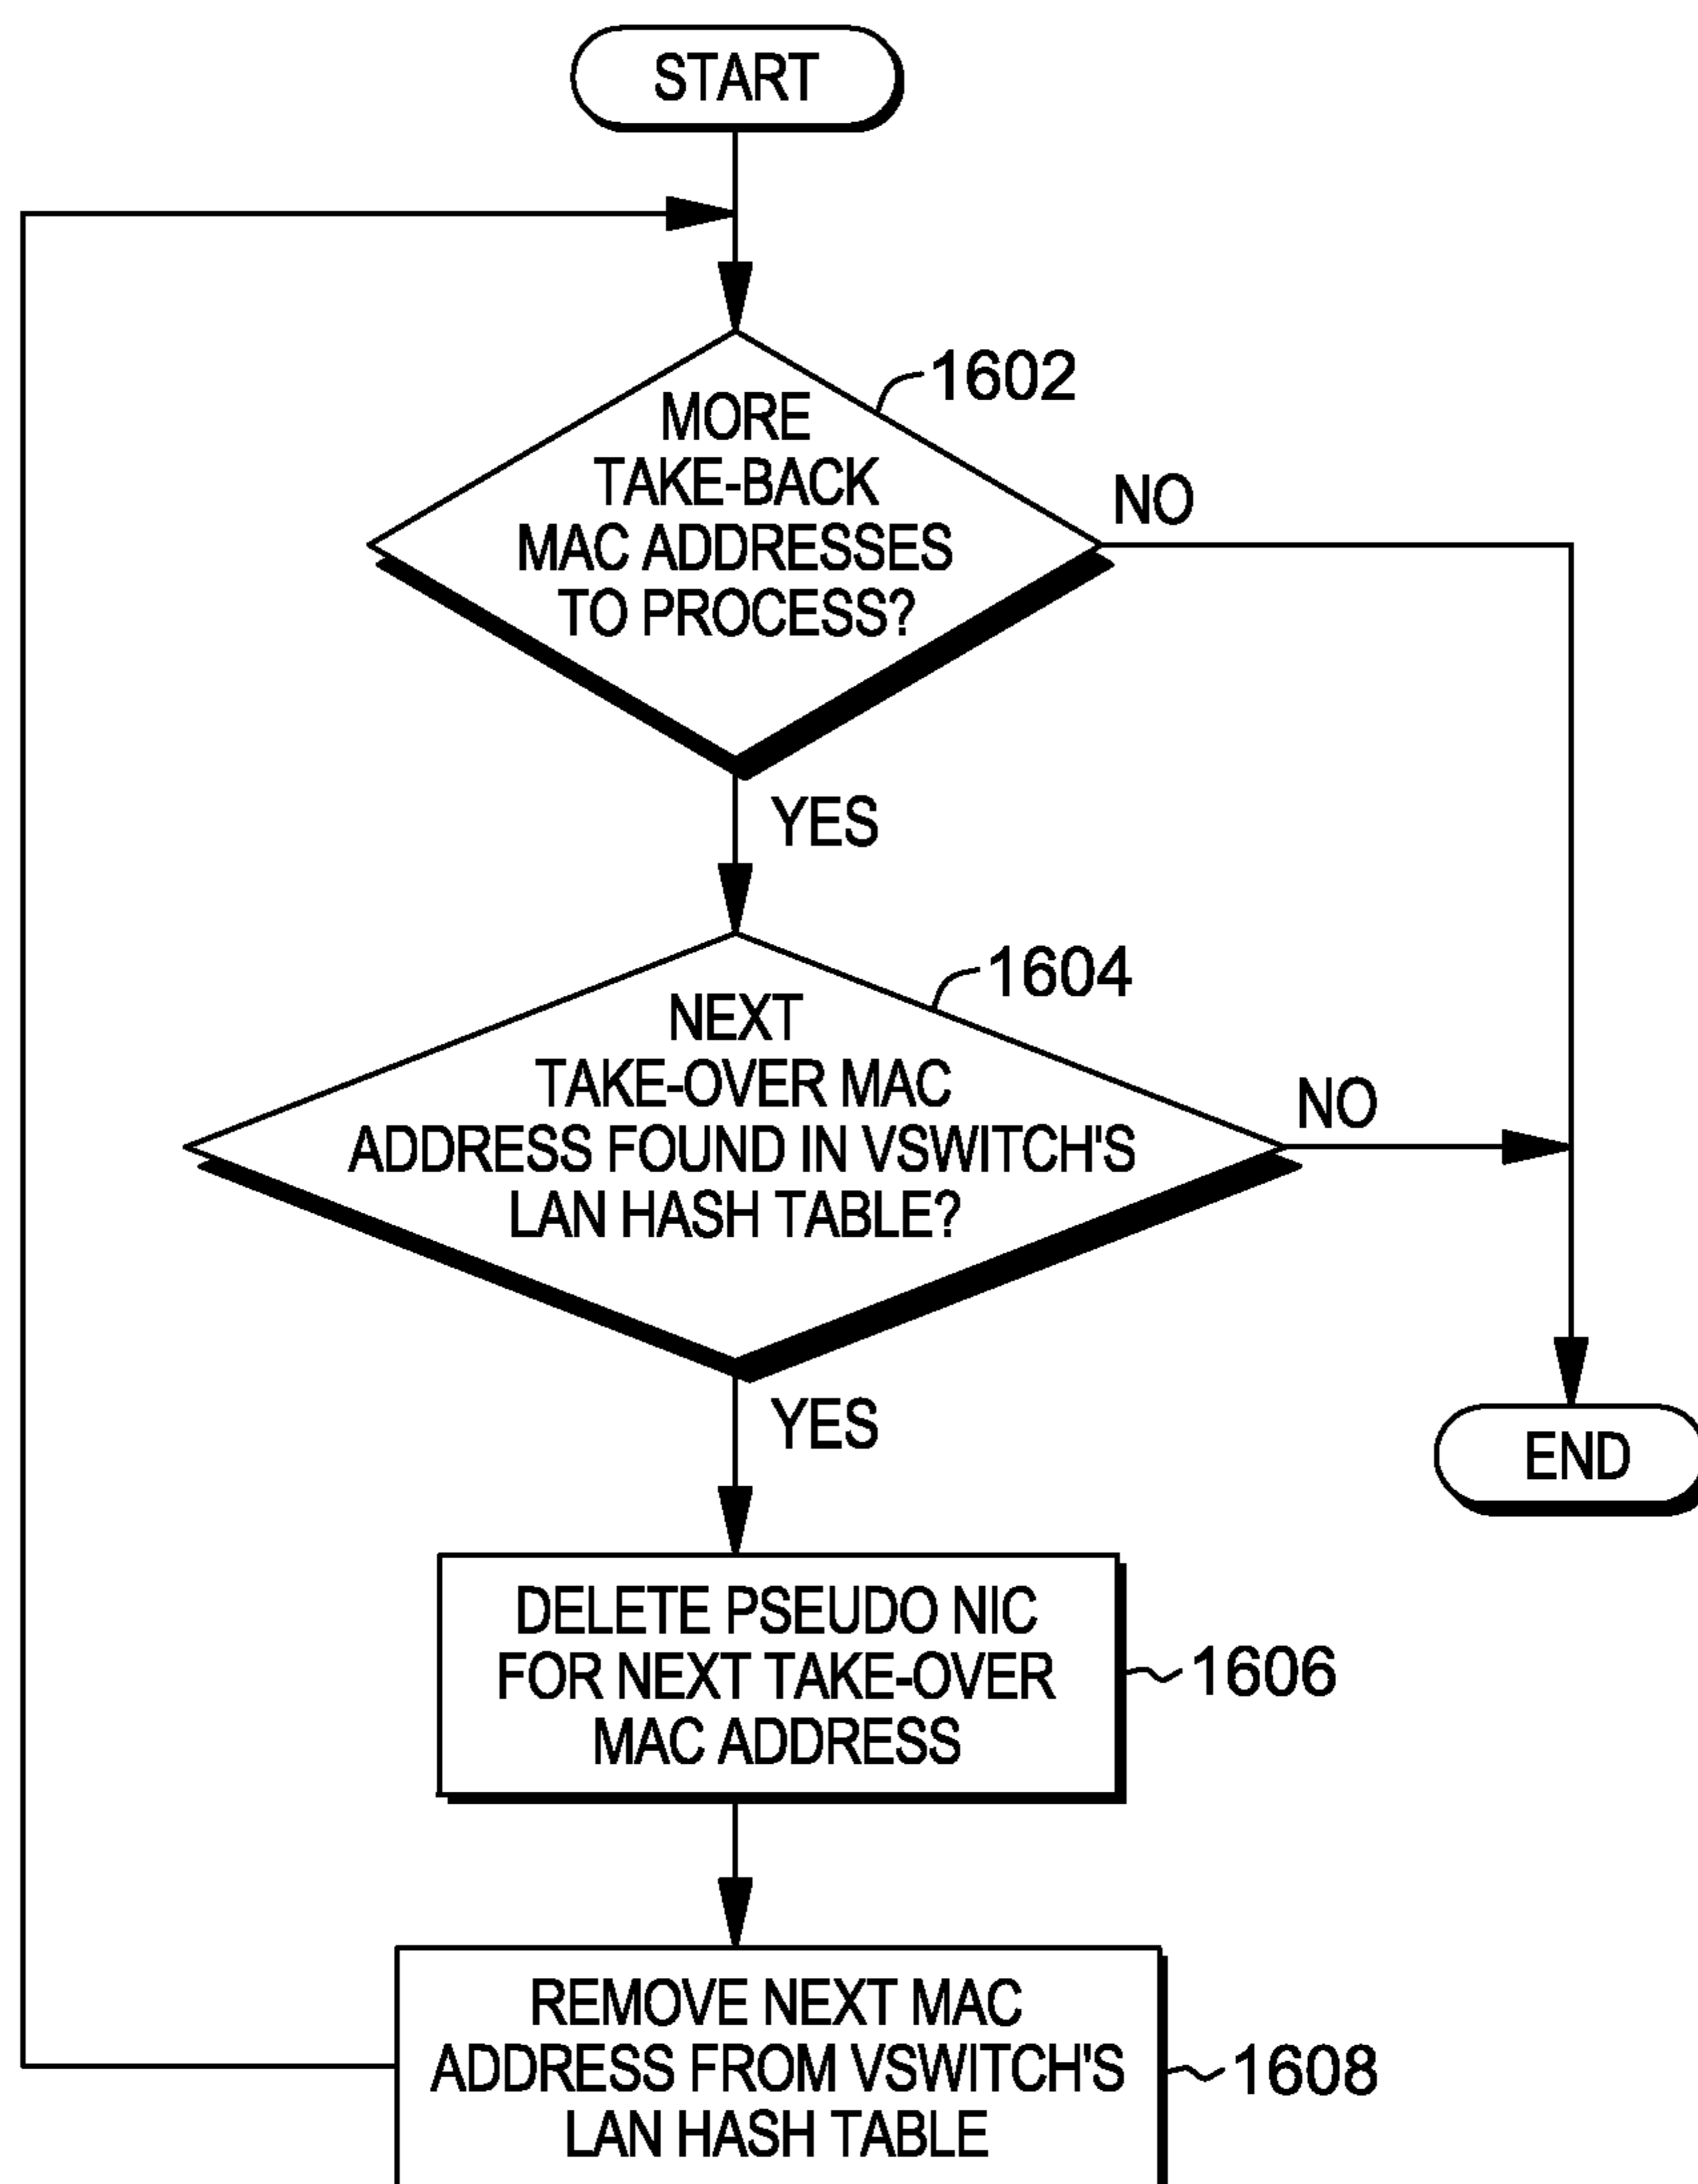 START
1602
MORE
TAKE-BACK
MAC ADDRESSES
TO PROCESS?
NO
YES
1604
NEXT
TAKE-OVER MAC
ADDRESS FOUND IN VSWITCH'S
LAN HASH TABLE?
NO
YES
END
DELETE PSEUDO NIC
FOR NEXT TAKE-OVER
MAC ADDRESS
1606
REMOVE NEXT MAC
ADDRESS FROM VSWITCH'S
LAN HASH TABLE
1608